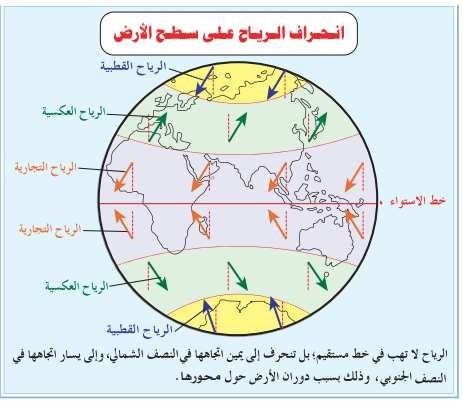 انحراف الرياح على سطح الأرض
الرياح القطبية
الرياح العكسية
الرياح التجارية
خط الاستواء ٠°
الرياح التجارية
الرياح العكسية
الرياح القطبية
الرياح لا تهب في خط مستقيم؛ بل تنحرف إلى يمين اتجاهها في النصف الشمالي، وإلى يسار اتجاهها في
النصف الجنوبي، وذلك بسبب دوران الأرض حول محورها.